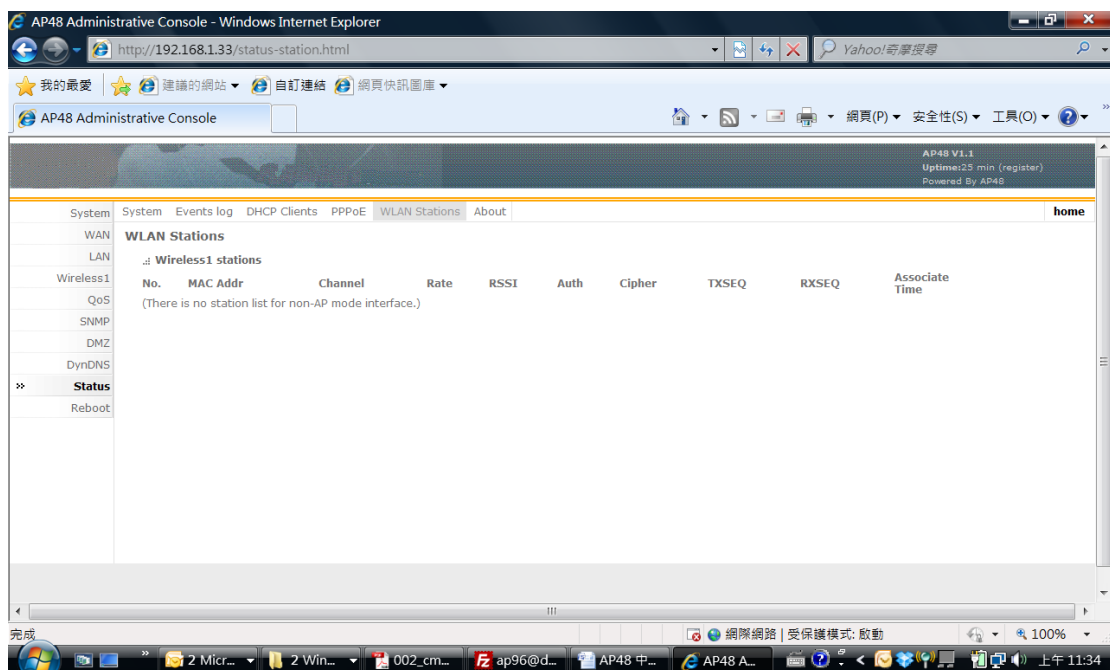 AP48 Administrative Console - Windows Internet Explorer
http://192.168.1.33/status-station.html
Yahoo!奇摩搜尋
我的最愛 建議的網站 自訂連結 網頁快訊圖庫
AP48 Administrative Console
網頁(P) 安全性(S) 工具(O)
AP48 V1.1
Uptime:25 min (register)
Powered By AP48
System Events log DHCP Clients PPPoE WLAN Stations About home
System
WAN
LAN
Wireless1
QoS
SNMP
DMZ
DynDNS
» Status
Reboot
WLAN Stations
.: Wireless1 stations
No. MAC Addr Channel Rate RSSI Auth Cipher TXSEQ RXSEQ Associate Time
(There is no station list for non-AP mode interface.)
完成 網際網路 | 受保護模式: 啟動 100%
2 Micr... 2 Win... 002_cm... ap96@d... AP48 中... AP48 A... 上午 11:34